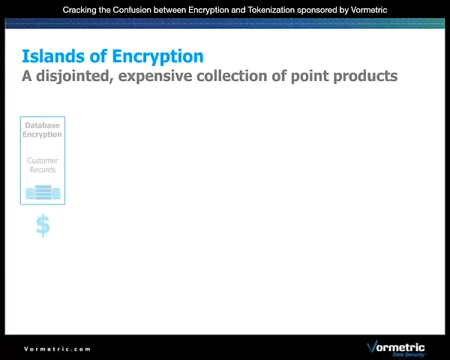 Cracking the Confusion between Encryption and Tokenization sponsored by Vormetric
Islands of Encryption
A disjointed, expensive collection of point products
Database
Encryption
Customer
Records
$
Vormetric.com
Vormetric
Data Security